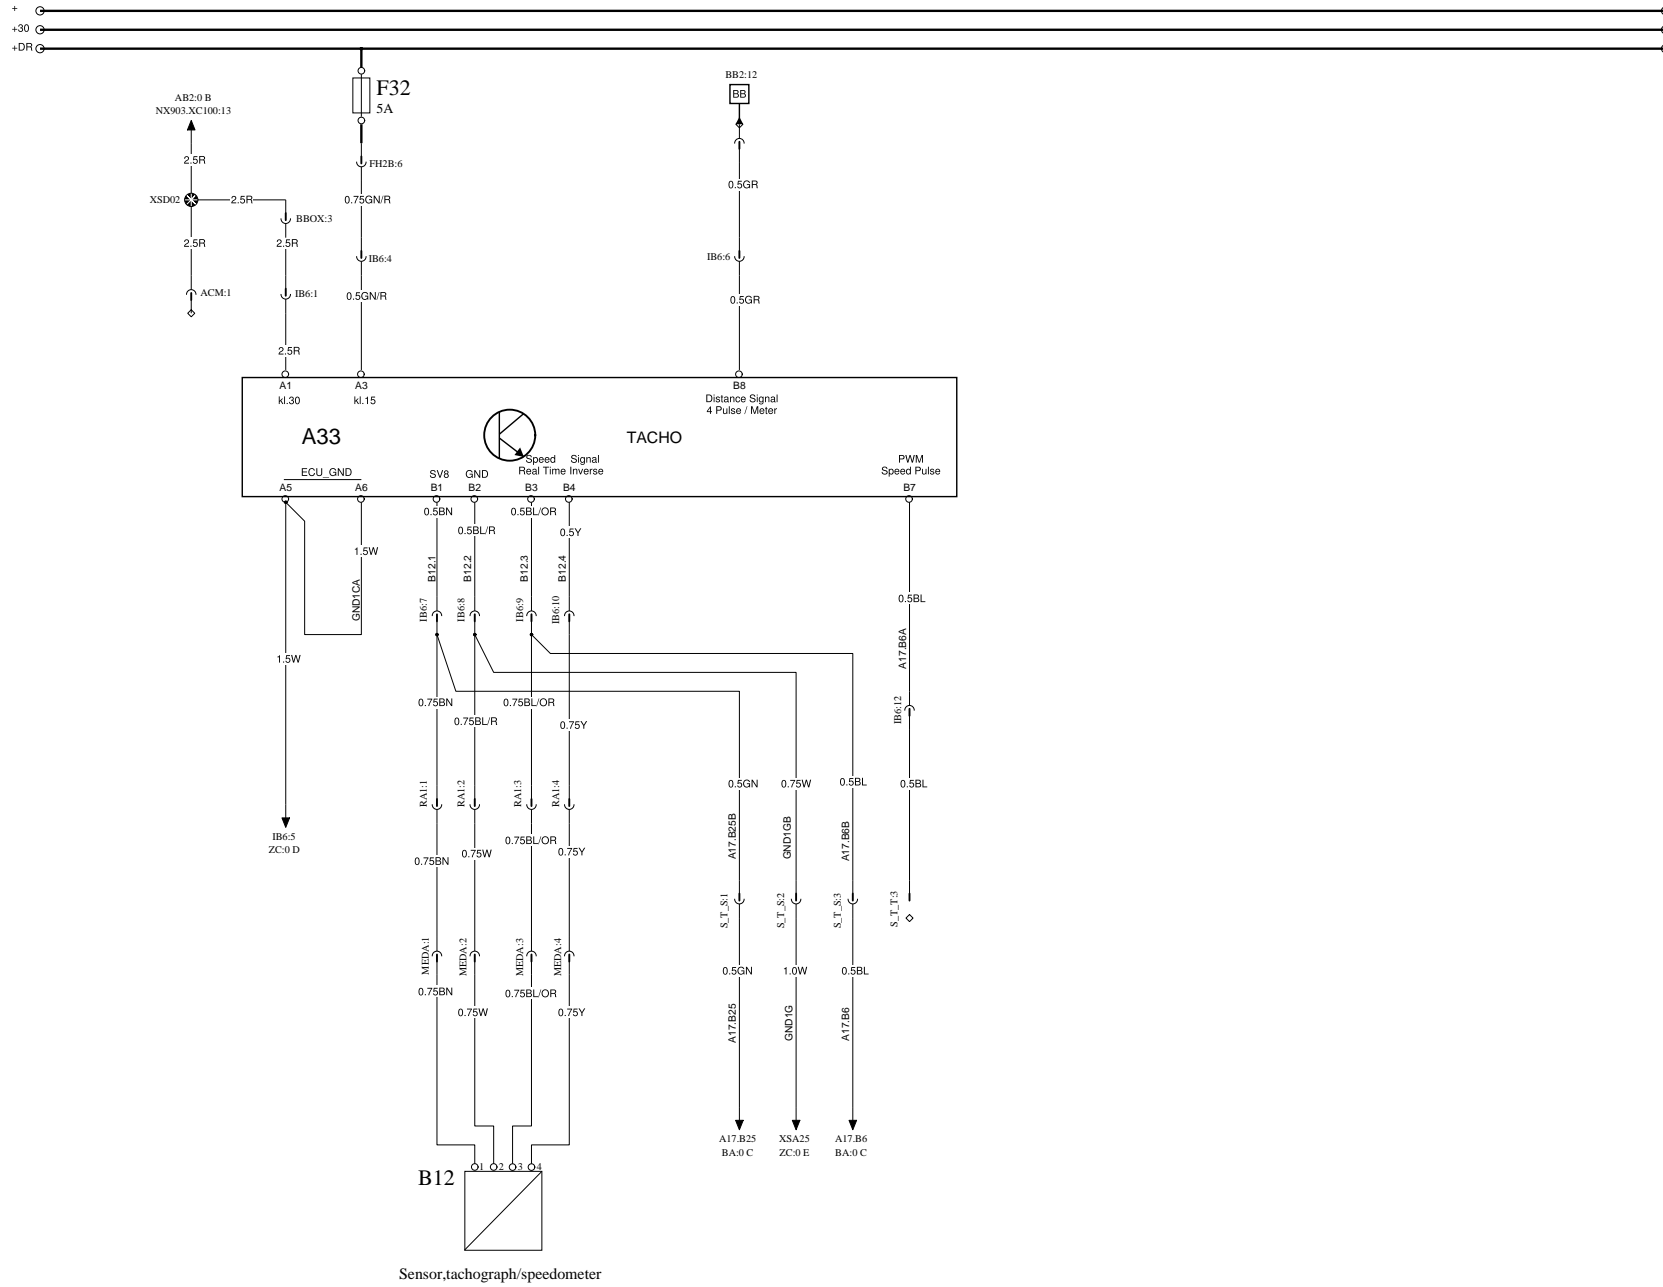 +
+30
+DR
F32
5A
BB2:12
BB
AB2:0 B
NX903.XC100:13
2.5R
FH2B:6
0.5GR
XSD02
2.5R
0.75GN/R
BBOX:3
2.5R
2.5R
IB6:4
IB6:6
ACM:1
IB6:1
0.5GN/R
0.5GR
2.5R
A1
kl.30
A3
kl.15
B8
Distance Signal
4 Pulse / Meter
A33
TACHO
Speed Signal
Real Time Inverse
PWM
Speed Pulse
ECU_GND
SV8
GND
A5
A6
B1
B2
B3
B4
B7
0.5BN
0.5BL/R
0.5BL/OR
0.5Y
1.5W
GND1CA
B12.1
B12.2
B12.3
B12.4
IB6:7
IB6:8
IB6:9
IB6:10
0.5BL
A17.B6A
1.5W
0.75BN
0.75BL/R
0.75BL/OR
0.75Y
IB6:12
RA1:1
RA1:2
RA1:3
RA1:4
0.5GN
0.75W
0.5BL
0.5BL
IB6:5
ZC:0 D
0.75BN
0.75W
0.75BL/OR
0.75Y
A17.B25B
GND1GB
A17.B6B
S_T_S:1
S_T_S:2
S_T_S:3
S_T_T:3
MEDA:1
MEDA:2
MEDA:3
MEDA:4
0.5GN
1.0W
0.5BL
0.75BN
0.75W
0.75BL/OR
0.75Y
A17.B25
GND1G
A17.B6
A17.B25
BA:0 C
XSA25
ZC:0 E
A17.B6
BA:0 C
B12
1
2
3
4
Sensor,tachograph/speedometer